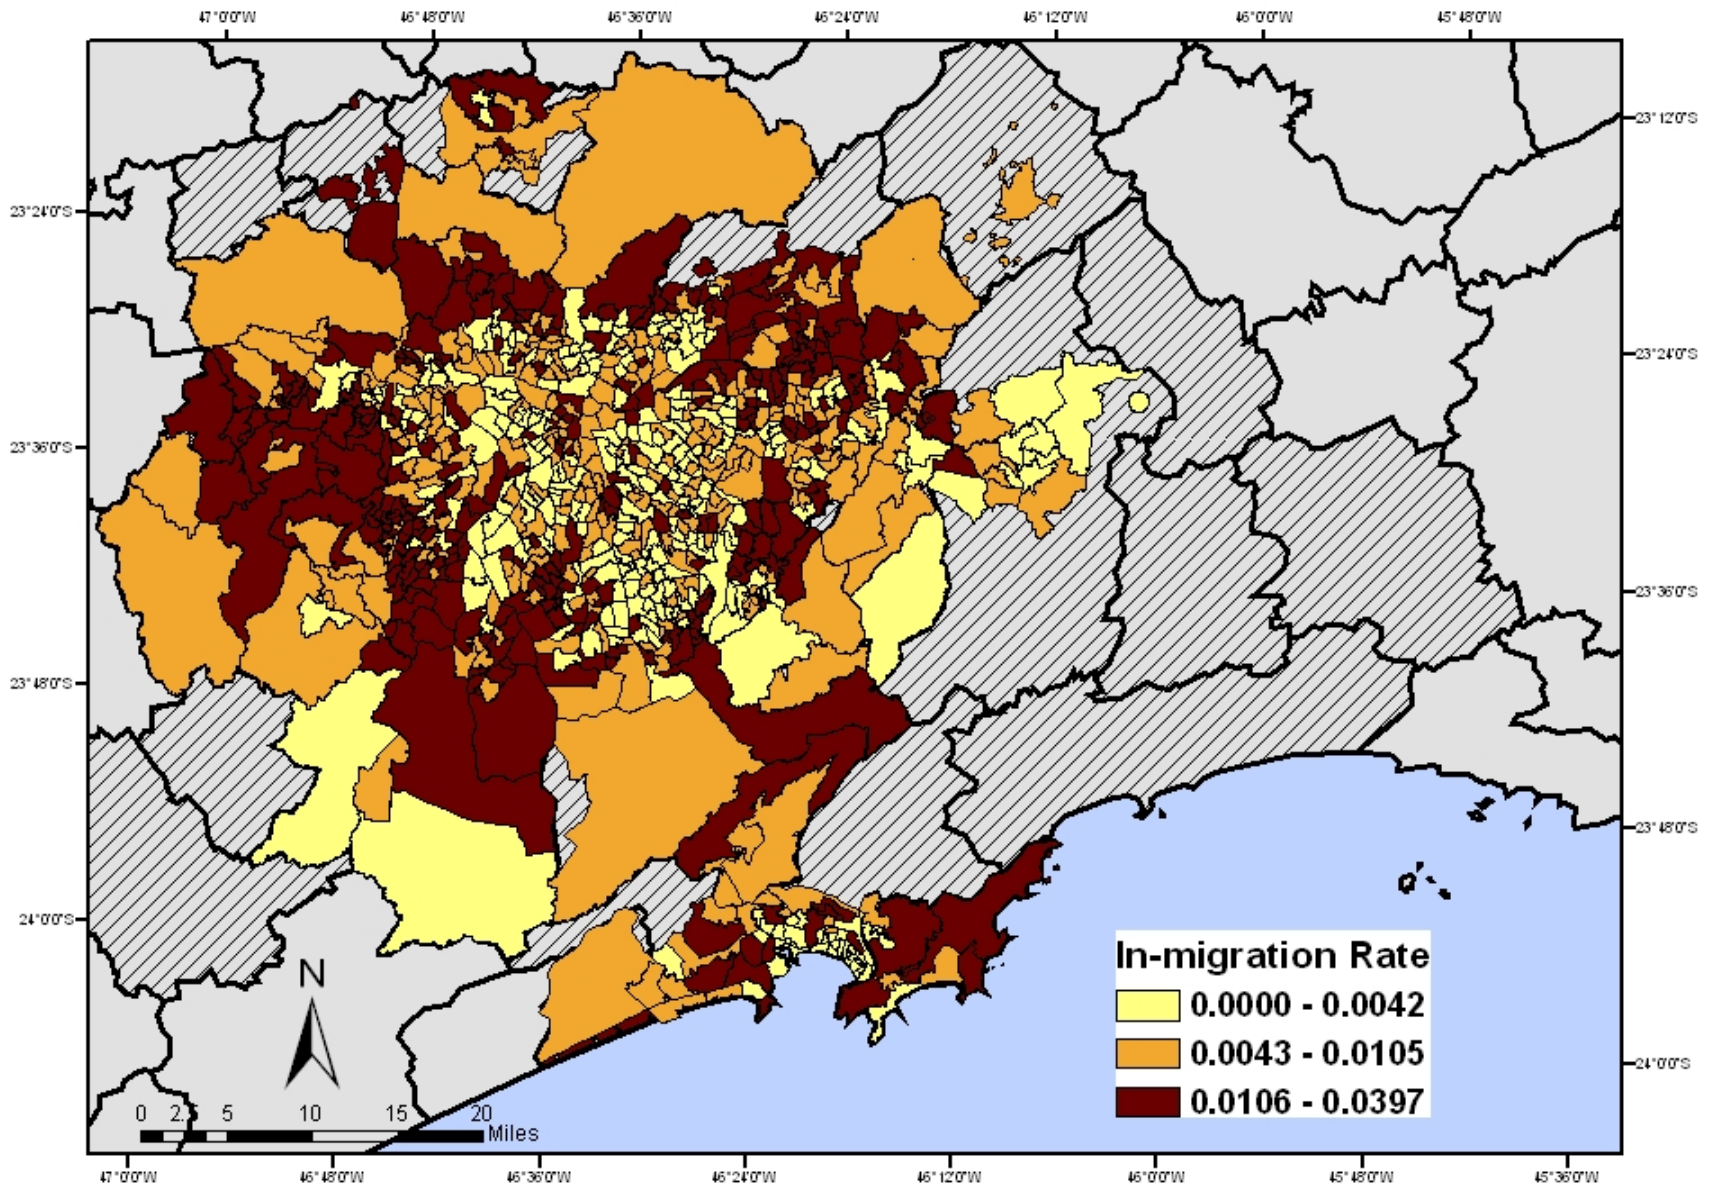 47°0'0"W 46°48'0"W 46°36'0"W 46°24'0"W 46°12'0"W 46°0'0"W 45°48'0"W
23°12'0"S
23°24'0"S
23°24'0"S
23°36'0"S
23°36'0"S
23°48'0"S
23°48'0"S
24°0'0"S
In-migration Rate
N
0.0000 - 0.0042
0.0043 - 0.0105
24°0'0"S
0.0106 - 0.0397
0 2.5 5 10 15 20
Miles
47°0'0"W 46°48'0"W 46°36'0"W 46°24'0"W 46°12'0"W 46°0'0"W 45°48'0"W 45°36'0"W